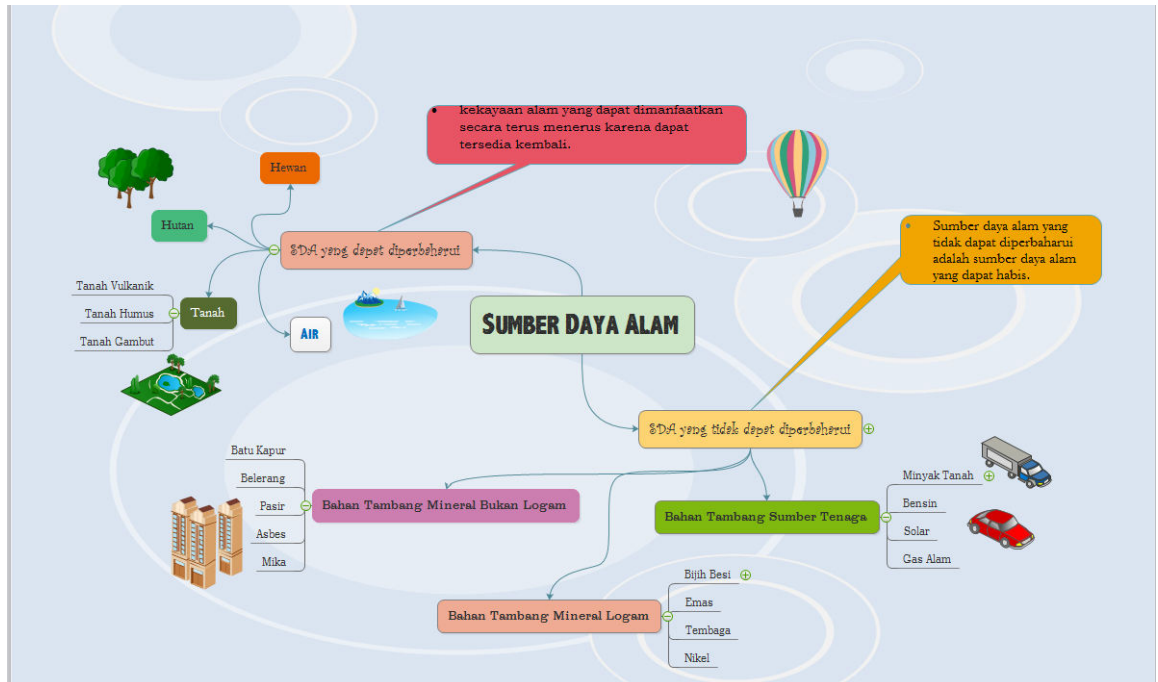 kekayaan alam yang dapat dimanfaatkan
secara terus menerus karena dapat
tersedia kembali.
Hewan
Hutan
SDA yang dapat diperbaharui
Tanah Vulkanik
Tanah Humus
Tanah Gambut
Tanah
AIR
SUMBER DAYA ALAM
Sumber daya alam yang
tidak dapat diperbaharui
adalah sumber daya alam
yang dapat habis.
SDA yang tidak dapat diperbaharui
Batu Kapur
Belerang
Pasir
Asbes
Mika
Bahan Tambang Mineral Bukan Logam
Bahan Tambang Sumber Tenaga
Minyak Tanah
Bensin
Solar
Gas Alam
Bahan Tambang Mineral Logam
Bijih Besi
Emas
Tembaga
Nikel